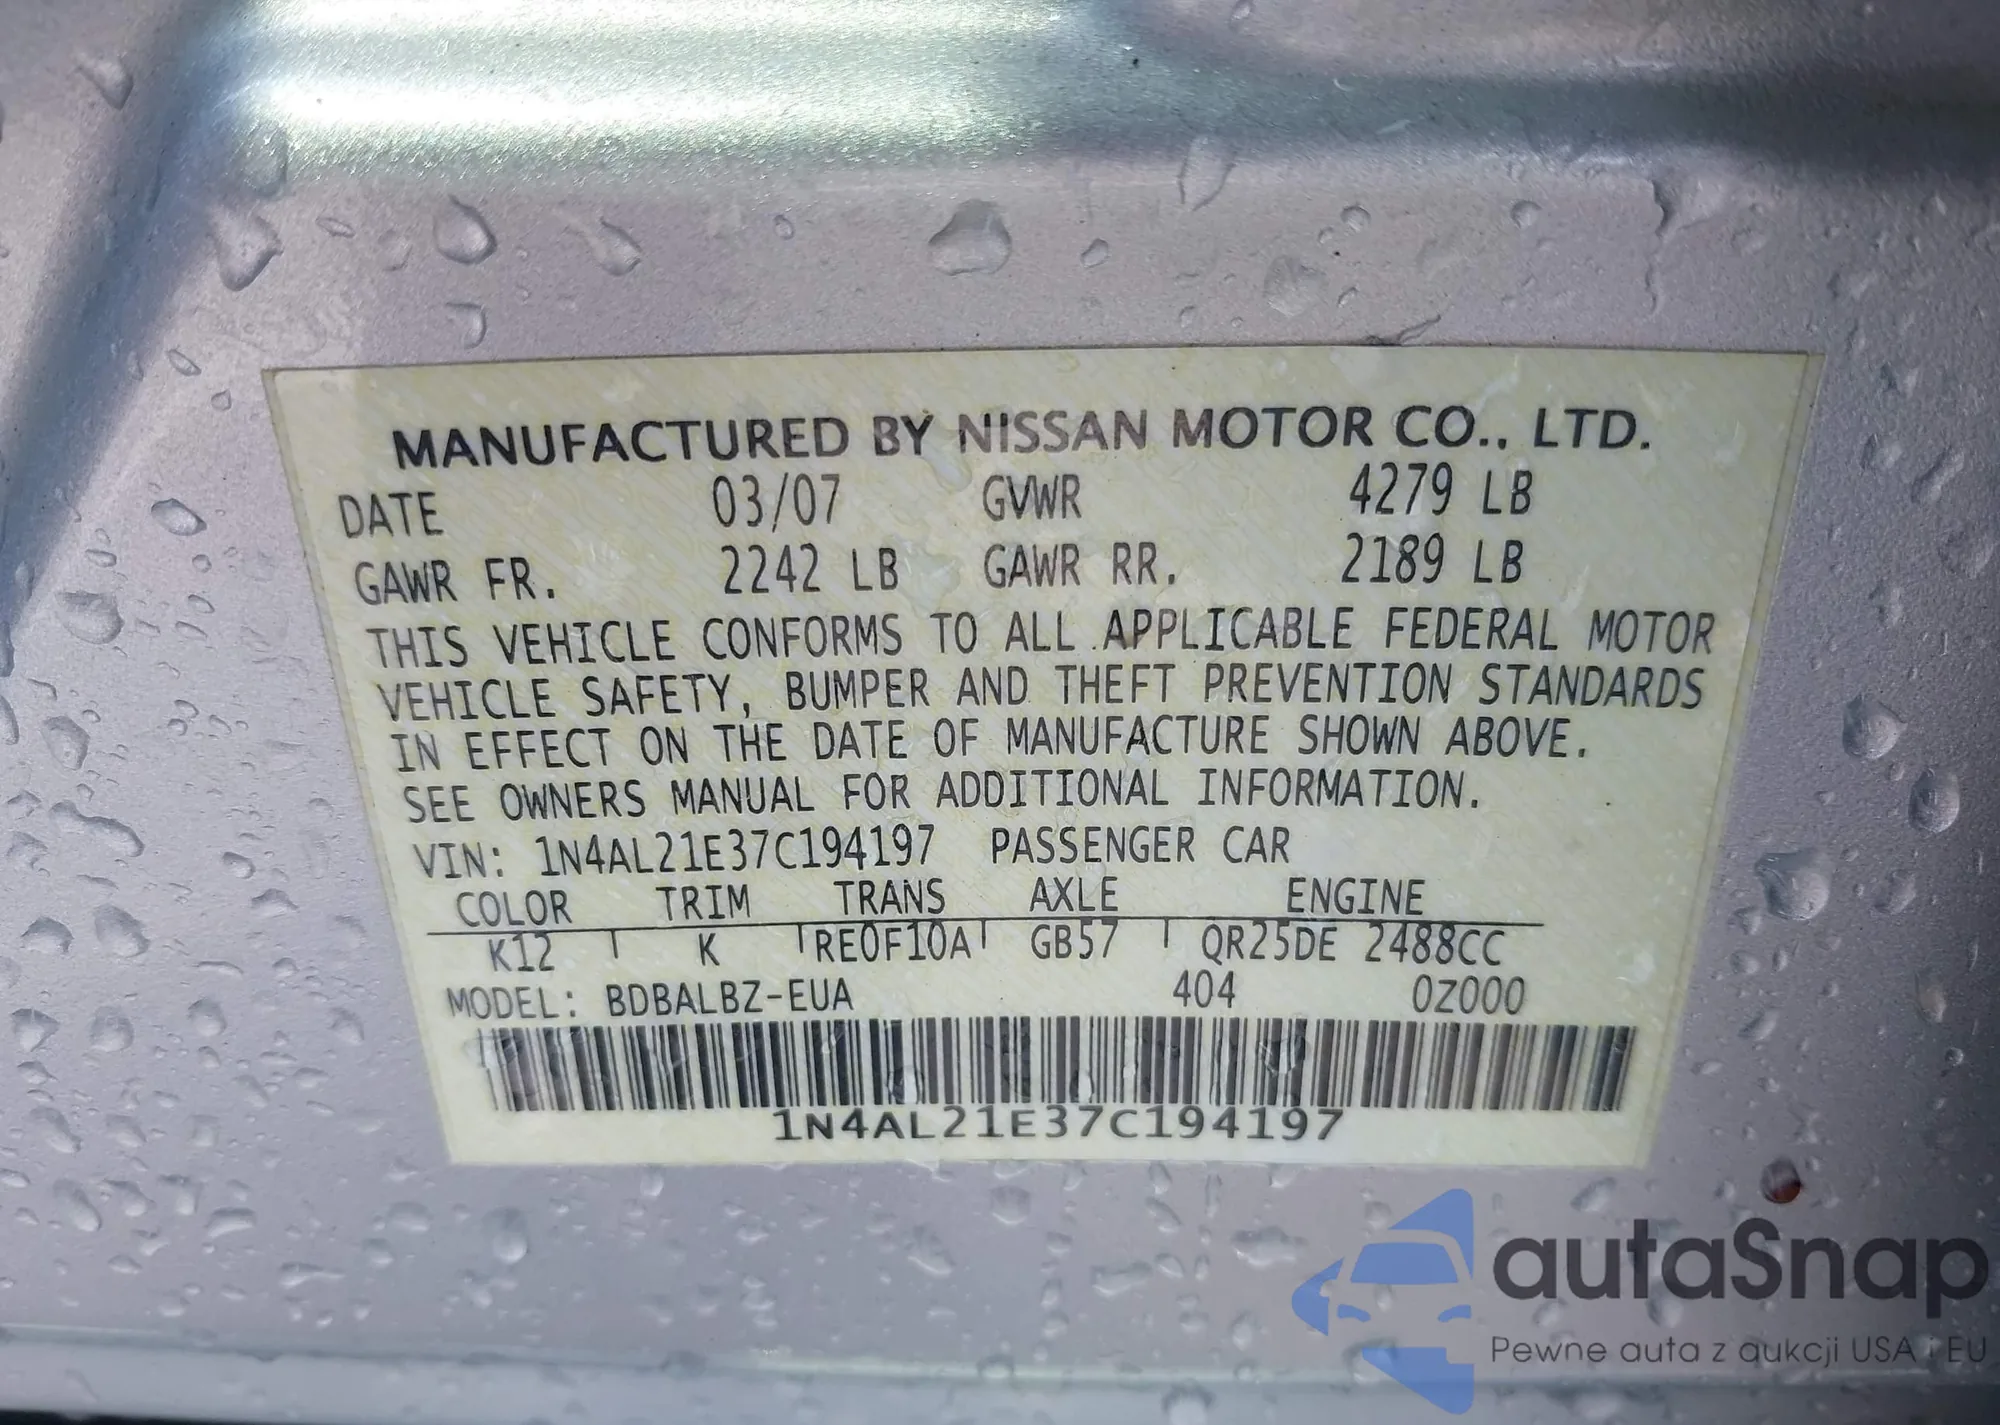 MANUFACTURED BY NISSAN MOTOR CO., LTD.
DATE 03/07 GVWR 4279 LB
GAWR FR. 2242 LB GAWR RR. 2189 LB
THIS VEHICLE CONFORMS TO ALL APPLICABLE FEDERAL MOTOR
VEHICLE SAFETY, BUMPER AND THEFT PREVENTION STANDARDS
IN EFFECT ON THE DATE OF MANUFACTURE SHOWN ABOVE.
SEE OWNERS MANUAL FOR ADDITIONAL INFORMATION.
VIN: 1N4AL21E37C194197 PASSENGER CAR
COLOR TRIM TRANS AXLE ENGINE
K12 K RE0F10A GB57 QR25DE 2488CC
MODEL: BDBALBZ-EUA 404 0Z000
1N4AL21E37C194197
autaSnap
Pewne auta z aukcji USA i EU